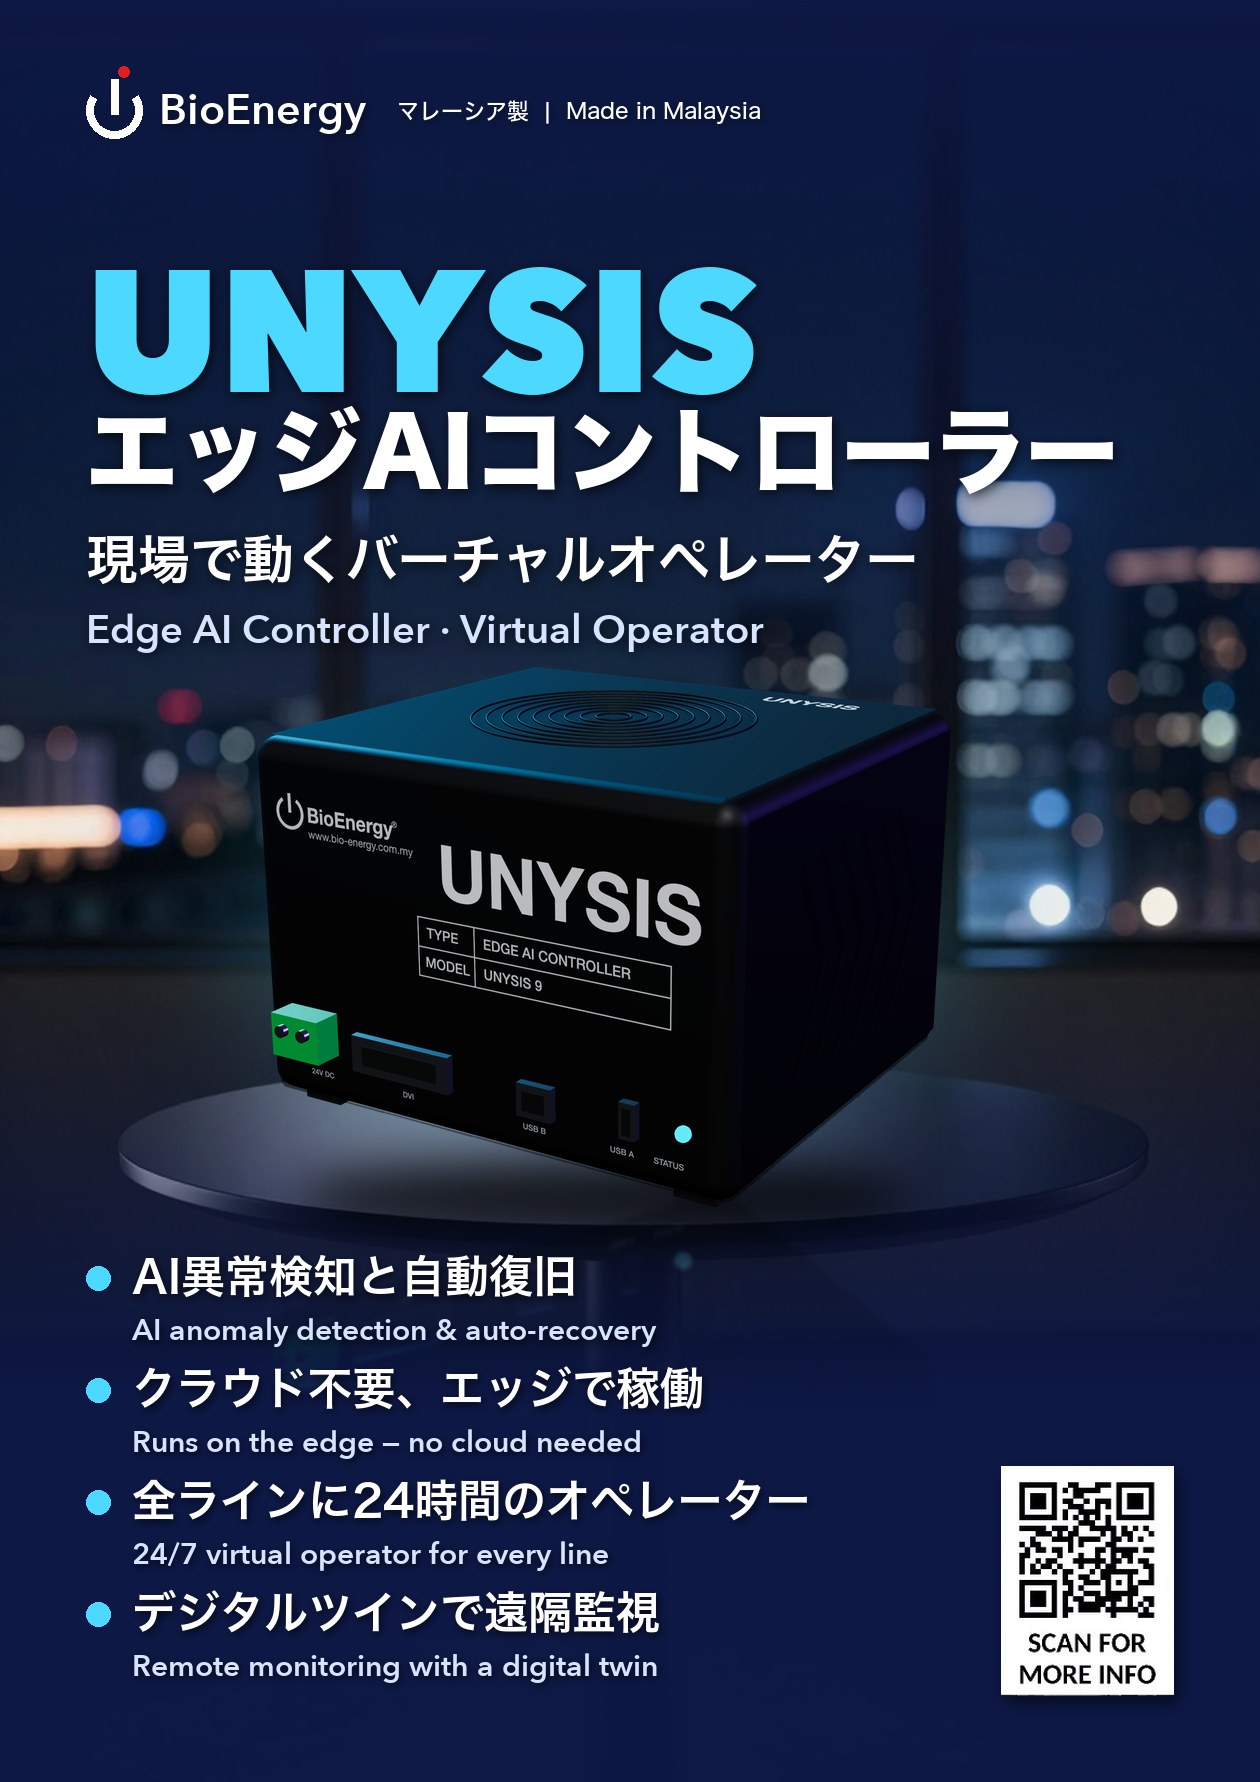 BioEnergy マレーシア製 | Made in Malaysia
UNYSIS
エッジAIコントローラー
現場で動くバーチャルオペレーター
Edge AI Controller · Virtual Operator
UNYSIS
BioEnergy®
www.bio-energy.com.my
UNYSIS
TYPE EDGE AI CONTROLLER
MODEL UNYSIS 9
24V DC
DVI
USB B
USB A
STATUS
AI異常検知と自動復旧
AI anomaly detection & auto-recovery
クラウド不要、エッジで稼働
Runs on the edge – no cloud needed
全ラインに24時間のオペレーター
24/7 virtual operator for every line
デジタルツインで遠隔監視
Remote monitoring with a digital twin
SCAN FOR
MORE INFO